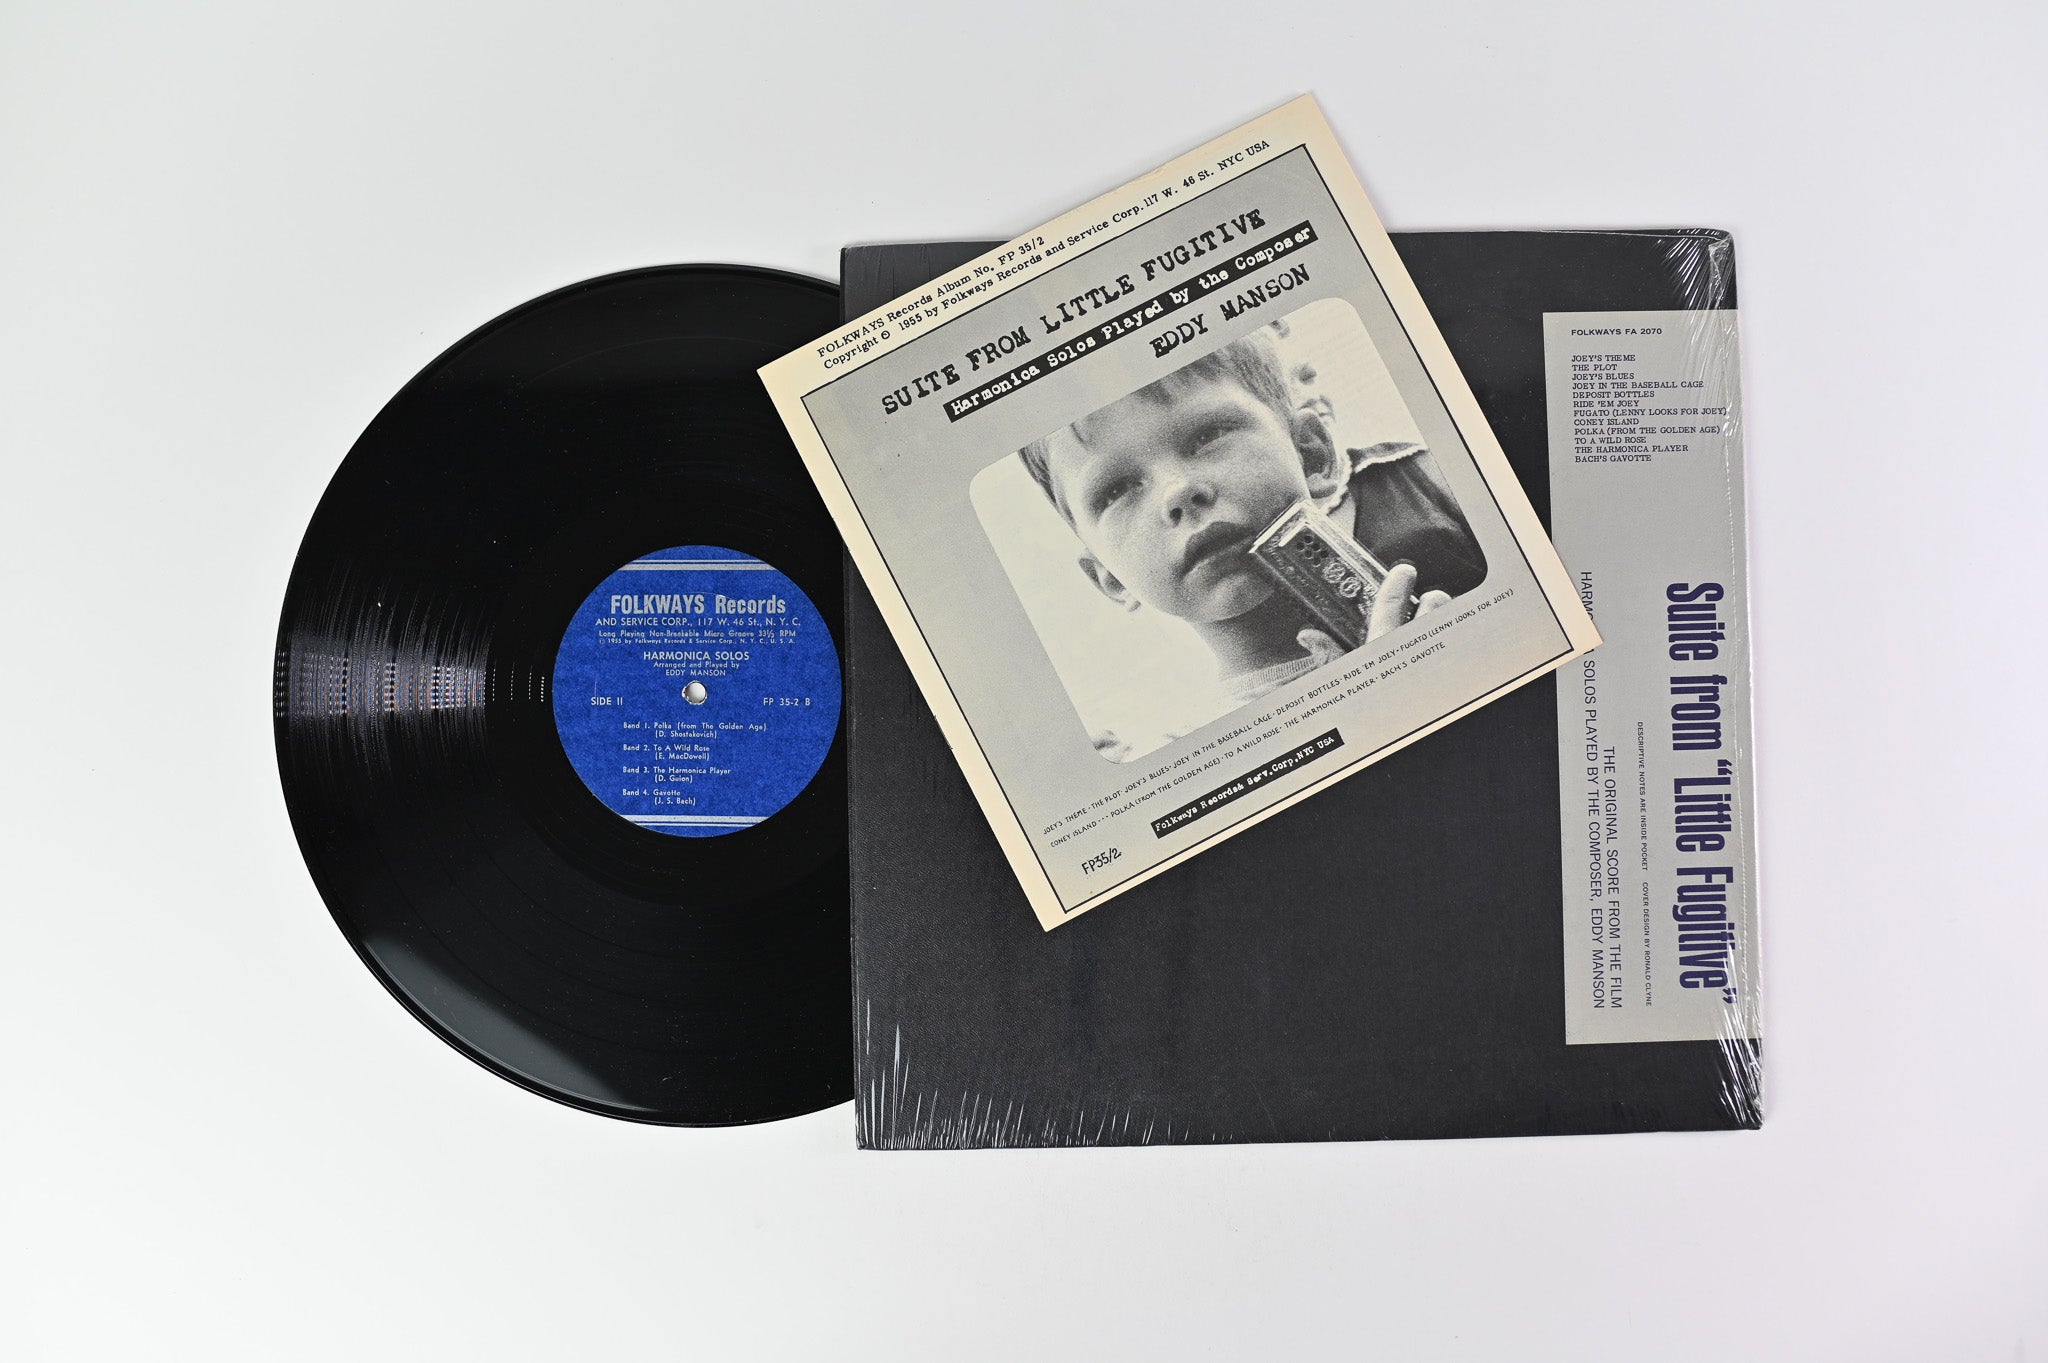 FOLKWAYS Records
AND SERVICE CORP., 117 W. 46 St., N. Y. C.
Long Playing Non-Breakable Micro Groove 33⅓ RPM
© 1955 by Folkways Records & Service Corp., N. Y. C., U. S. A.
HARMONICA SOLOS
Arranged and Played by
EDDY MANSON
SIDE II FP 35-2 B
Band 1. Polka (from The Golden Age)
(D. Shostakovich)
Band 2. To A Wild Rose
(E. MacDowell)
Band 3. The Harmonica Player
(D. Guion)
Band 4. Gavotte
(J. S. Bach)
FOLKWAYS Records Album No. FP 35/2
Copyright © 1955 by Folkways Records and Service Corp. 117 W. 46 St. NYC USA
SUITE FROM LITTLE FUGITIVE
Harmonica Solos Played by the Composer
EDDY MANSON
JOEY'S THEME · THE PLOT · JOEY'S BLUES · JOEY IN THE BASEBALL CAGE · DEPOSIT BOTTLES · RIDE 'EM JOEY · FUGATO (LENNY LOOKS FOR JOEY)
CONEY ISLAND · · · POLKA (FROM THE GOLDEN AGE) · TO A WILD ROSE · THE HARMONICA PLAYER · BACH'S GAVOTTE
Folkways Records & Serv. Corp. NYC USA
FP35/2
FOLKWAYS FA 2070
JOEY'S THEME
THE PLOT
JOEY'S BLUES
JOEY IN THE BASEBALL CAGE
DEPOSIT BOTTLES
RIDE 'EM JOEY
FUGATO (LENNY LOOKS FOR JOEY)
CONEY ISLAND
POLKA (FROM THE GOLDEN AGE)
TO A WILD ROSE
THE HARMONICA PLAYER
BACH'S GAVOTTE
Suite from "Little Fugitive"
DESCRIPTIVE NOTES ARE INSIDE POCKET COVER DESIGN BY RONALD CLYNE
THE ORIGINAL SCORE FROM THE FILM
SOLOS PLAYED BY THE COMPOSER, EDDY MANSON